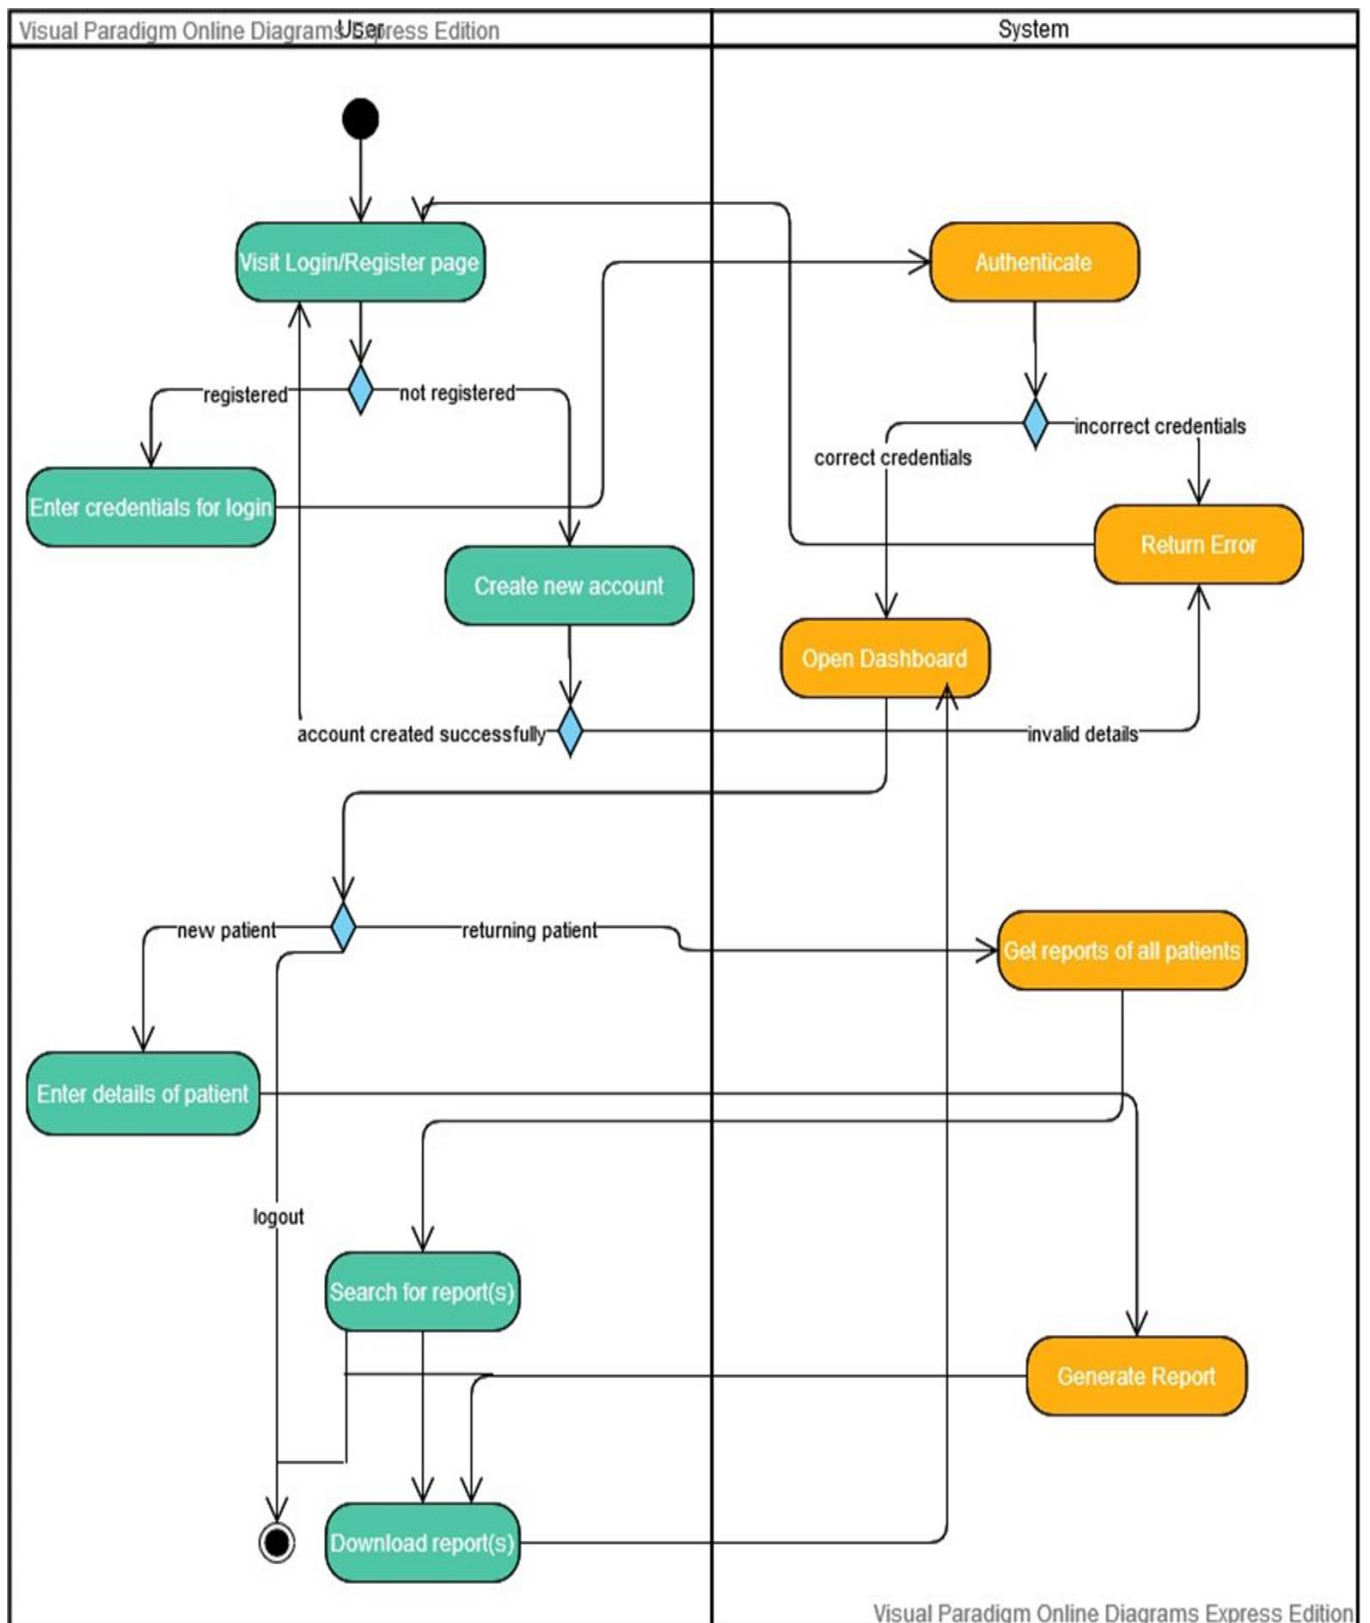 Visual Paradigm Online Diagrams Express Edition
User
System
Visit Login/Register page
Authenticate
registered
not registered
incorrect credentials
correct credentials
Enter credentials for login
Return Error
Create new account
Open Dashboard
account created successfully
invalid details
new patient
returning patient
Get reports of all patients
Enter details of patient
logout
Search for report(s)
Generate Report
Download report(s)
Visual Paradigm Online Diagrams Express Edition